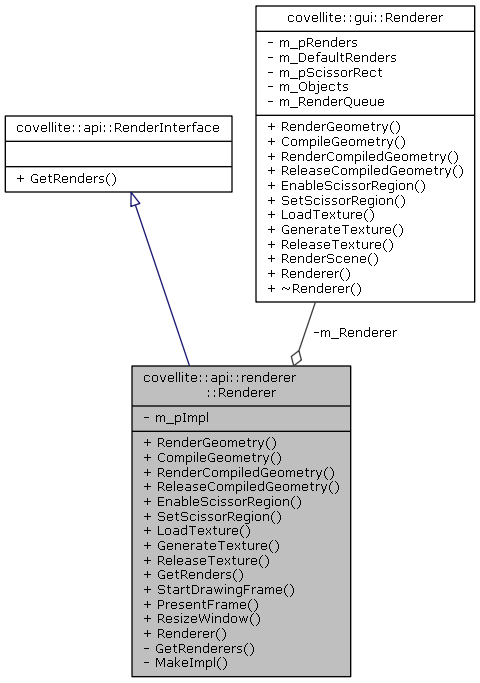 covellite::gui::Renderer
- m_pRenders
- m_DefaultRenders
- m_pScissorRect
- m_Objects
- m_RenderQueue
+ RenderGeometry()
+ CompileGeometry()
+ RenderCompiledGeometry()
+ ReleaseCompiledGeometry()
+ EnableScissorRegion()
+ SetScissorRegion()
+ LoadTexture()
+ GenerateTexture()
+ ReleaseTexture()
+ RenderScene()
+ Renderer()
+ ~Renderer()
covellite::api::RenderInterface
+ GetRenders()
-m_Renderer
covellite::api::renderer
::Renderer
- m_pImpl
+ RenderGeometry()
+ CompileGeometry()
+ RenderCompiledGeometry()
+ ReleaseCompiledGeometry()
+ EnableScissorRegion()
+ SetScissorRegion()
+ LoadTexture()
+ GenerateTexture()
+ ReleaseTexture()
+ GetRenders()
+ StartDrawingFrame()
+ PresentFrame()
+ ResizeWindow()
+ Renderer()
- GetRenderers()
- MakeImpl()